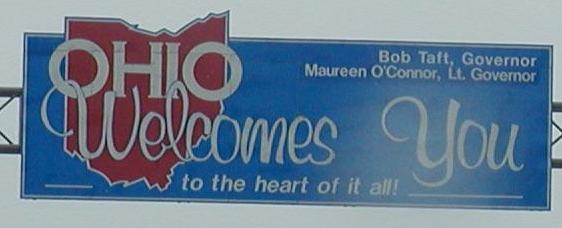 OHIO
Bob Taft, Governor
Maureen O'Connor, Lt. Governor
Welcomes You
to the heart of it all!